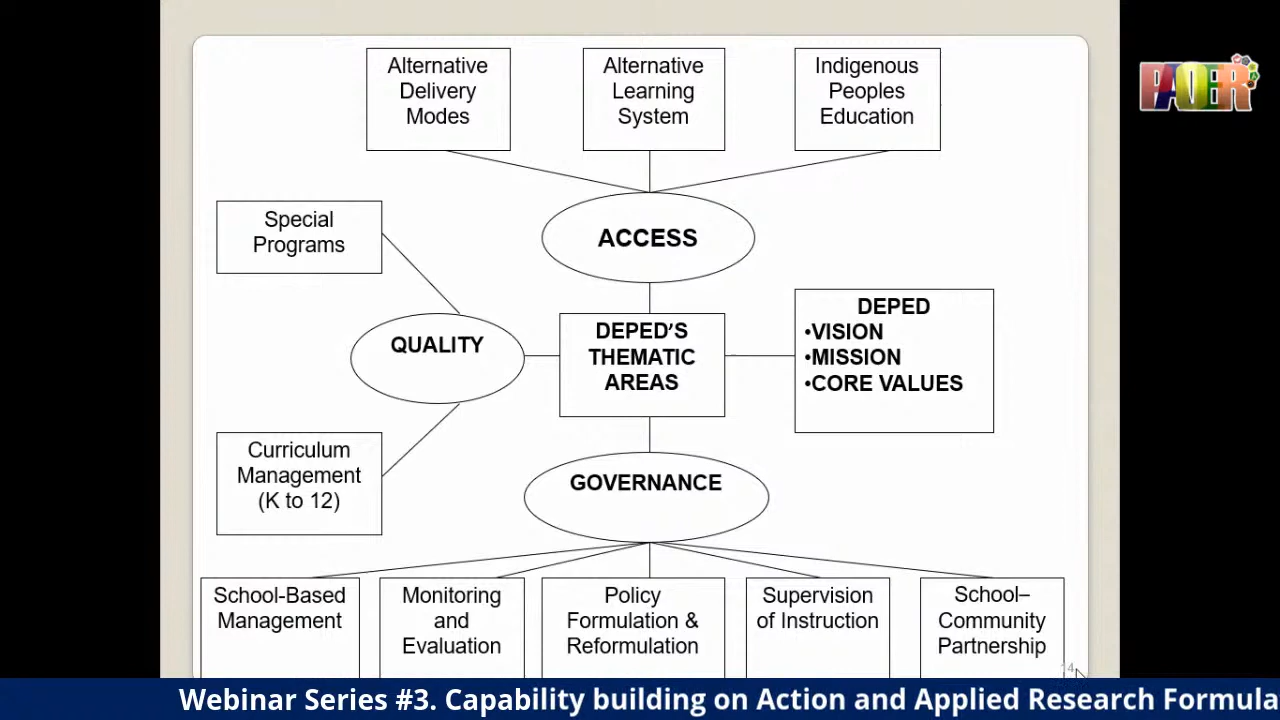 Alternative
Delivery
Modes
Alternative
Learning
System
Indigenous
Peoples
Education
PAOER
Special
Programs
ACCESS
QUALITY
DEPED’S
THEMATIC
AREAS
DEPED
•VISION
•MISSION
•CORE VALUES
Curriculum
Management
(K to 12)
GOVERNANCE
School-Based
Management
Monitoring
and
Evaluation
Policy
Formulation &
Reformulation
Supervision
of Instruction
School–
Community
Partnership
14
Webinar Series #3. Capability building on Action and Applied Research Formula